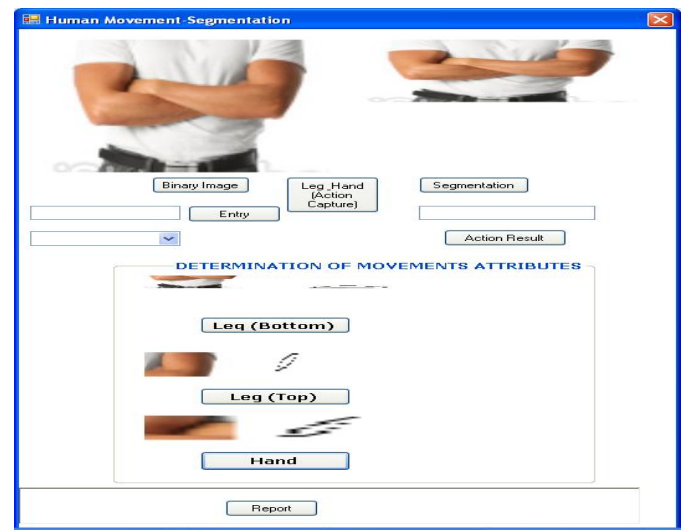 Human Movement-Segmentation
Binary Image
Leg_Hand
(Action
Capture)
Segmentation
Entry
Action Result
DETERMINATION OF MOVEMENTS ATTRIBUTES
Leg (Bottom)
Leg (Top)
Hand
Report